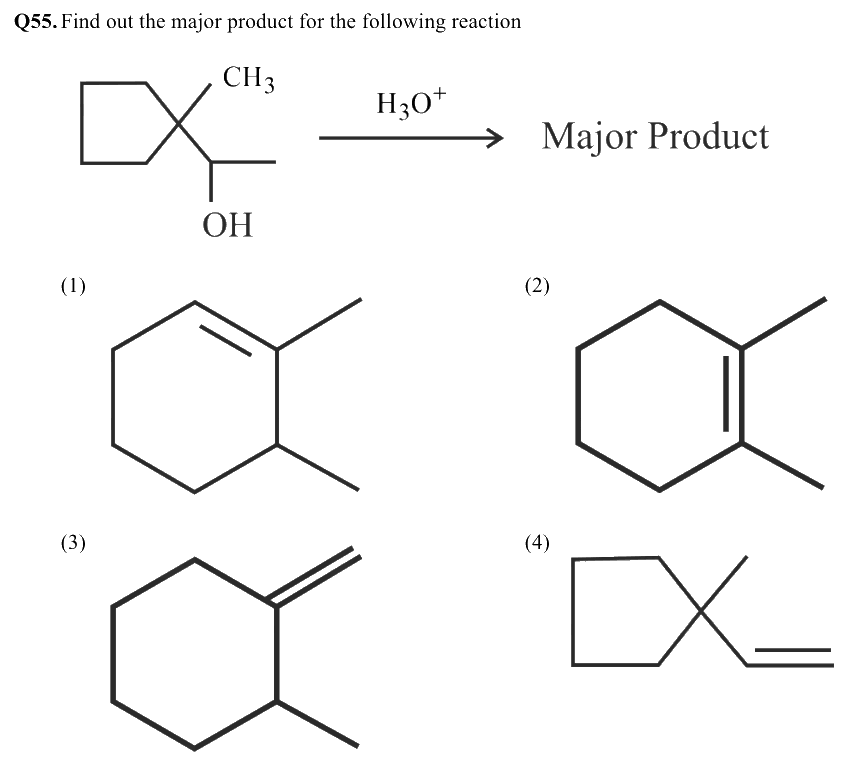 Q55. Find out the major product for the following reaction
CH₃
H₃O⁺
Major Product
OH
(1)
(2)
(3)
(4)